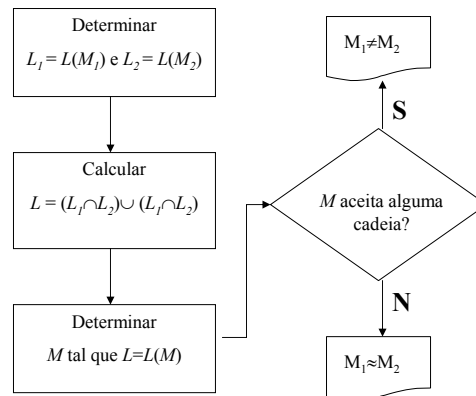 Determinar
L₁ = L(M₁) e L₂ = L(M₂)
Calcular
L = (L₁∩L₂)∪ (L₁∩L₂)
Determinar
M tal que L=L(M)
M₁≠M₂
S
M aceita alguma
cadeia?
N
M₁≈M₂